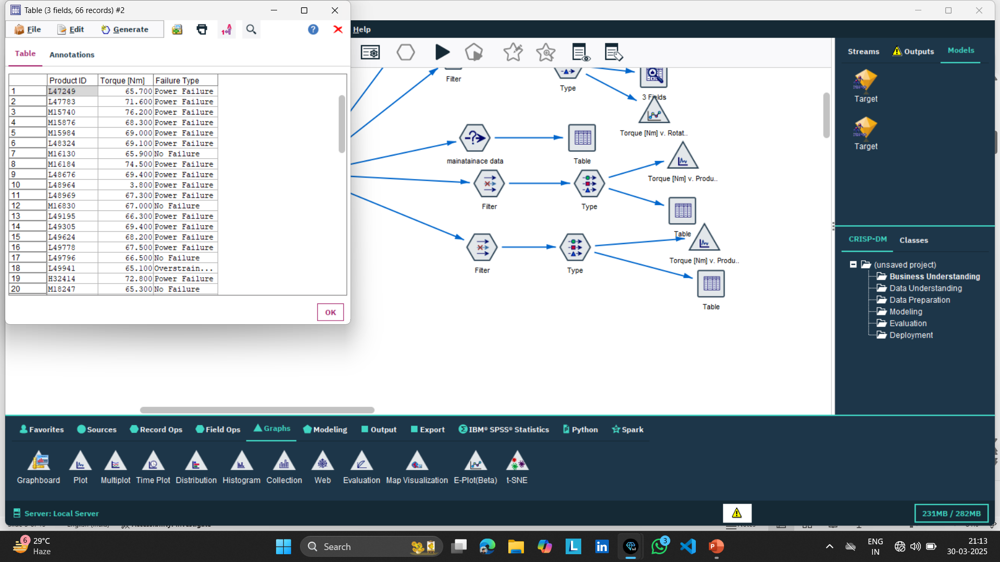 Table (3 fields, 66 records) #2
File Edit Generate
Help
Table Annotations
Product ID Torque [Nm] Failure Type
1 L47249 65.700 Power Failure
2 L47783 71.600 Power Failure
3 M15740 76.200 Power Failure
4 M15876 68.300 Power Failure
5 M15984 69.000 Power Failure
6 L48324 69.100 Power Failure
7 M16130 65.900 No Failure
8 M16184 74.500 Power Failure
9 L48676 69.400 Power Failure
10 L48964 3.800 Power Failure
11 L48969 67.300 Power Failure
12 M16830 67.000 No Failure
13 L49195 66.300 Power Failure
14 L49305 69.400 Power Failure
15 L49624 68.200 Power Failure
16 L49778 67.500 Power Failure
17 L49796 66.500 No Failure
18 L49941 65.100 Overstrain...
19 H32414 72.800 Power Failure
20 M18247 65.300 No Failure
OK
Filter
Type
3 Fields
Torque [Nm] v. Rotat..
mainatainace data
Table
Torque [Nm] v. Produ..
Filter
Type
Table
Torque [Nm] v. Produ..
Filter
Type
Table
Streams Outputs Models
Target
Target
CRISP-DM Classes
(unsaved project)
Business Understanding
Data Understanding
Data Preparation
Modeling
Evaluation
Deployment
Favorites Sources Record Ops Field Ops Graphs Modeling Output Export IBM® SPSS® Statistics Python Spark
Graphboard Plot Multiplot Time Plot Distribution Histogram Collection Web Evaluation Map Visualization E-Plot(Beta) t-SNE
Server: Local Server
231MB / 282MB
6
29°C
Haze
Search
3
ENG
IN
21:13
30-03-2025